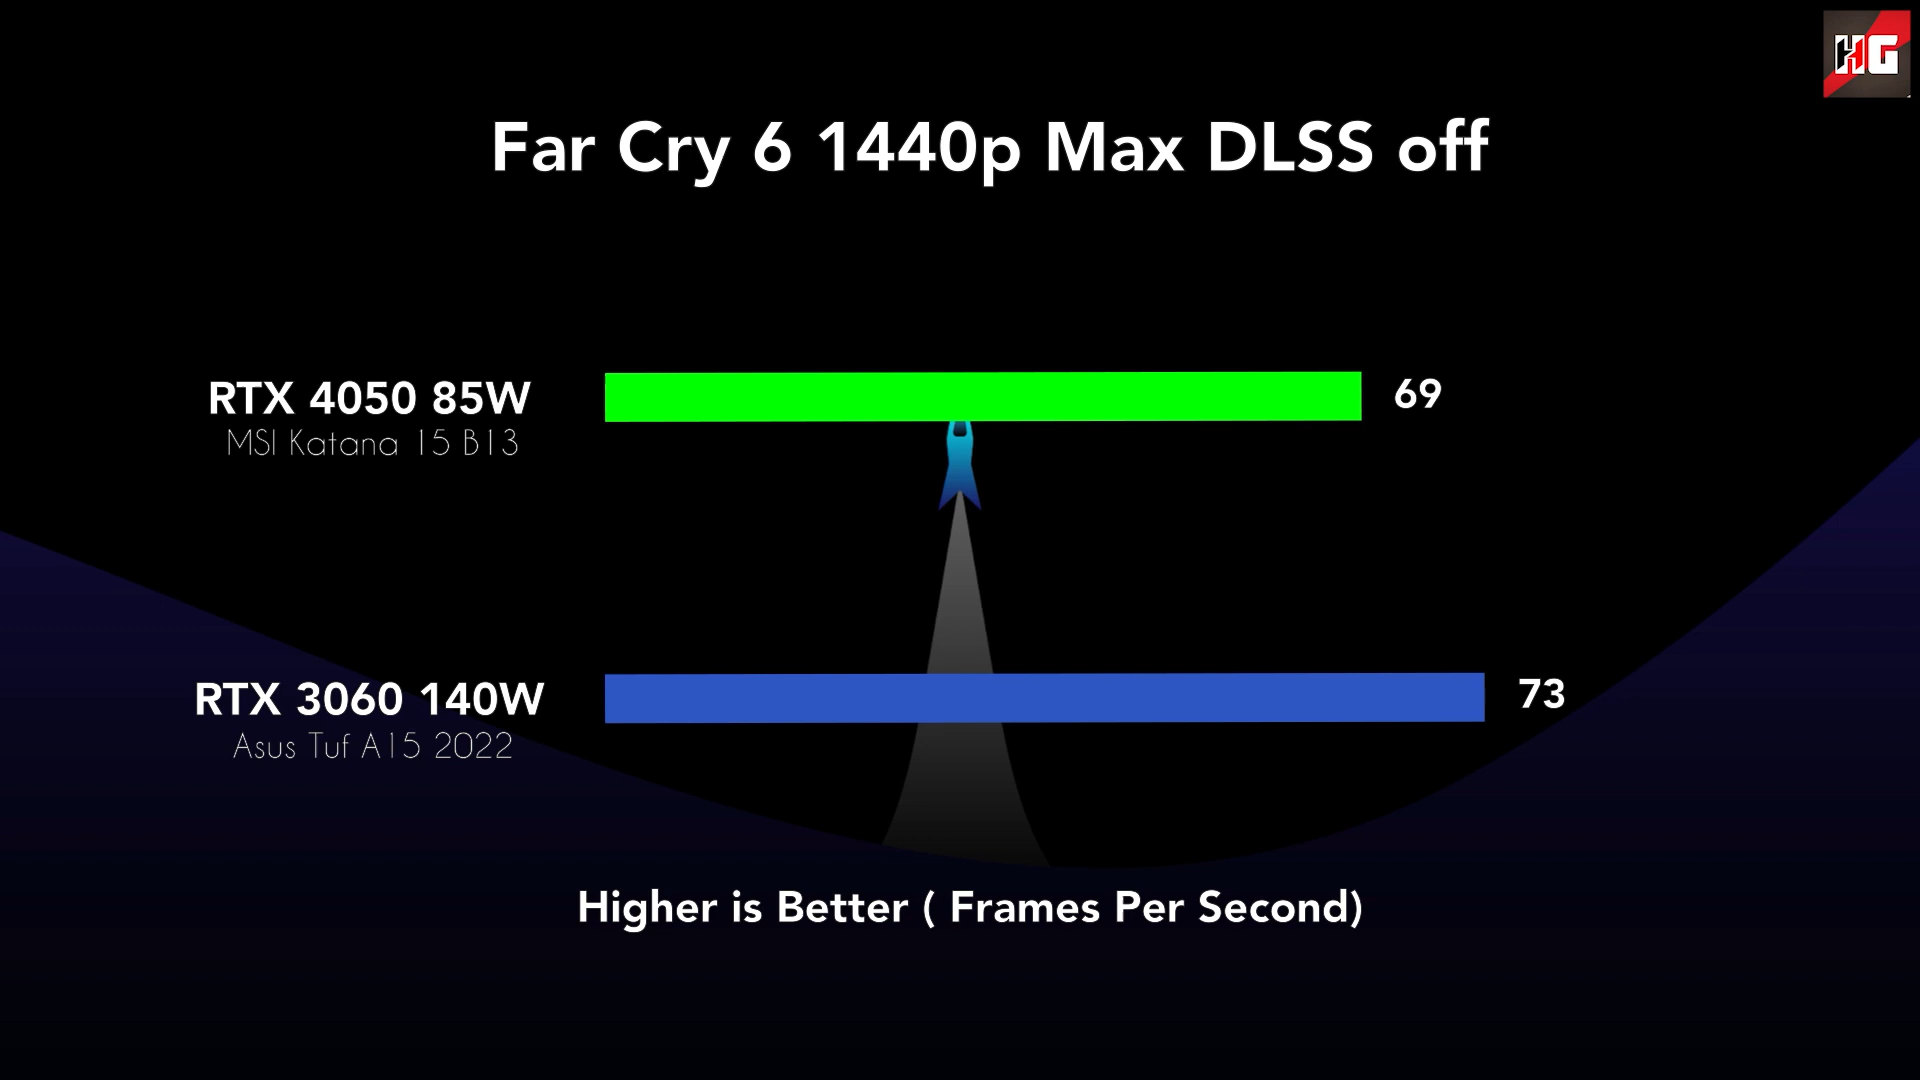 HG
Far Cry 6 1440p Max DLSS off
RTX 4050 85W
69
MSI Katana 15 B13
RTX 3060 140W
73
Asus Tuf A15 2022
Higher is Better ( Frames Per Second)